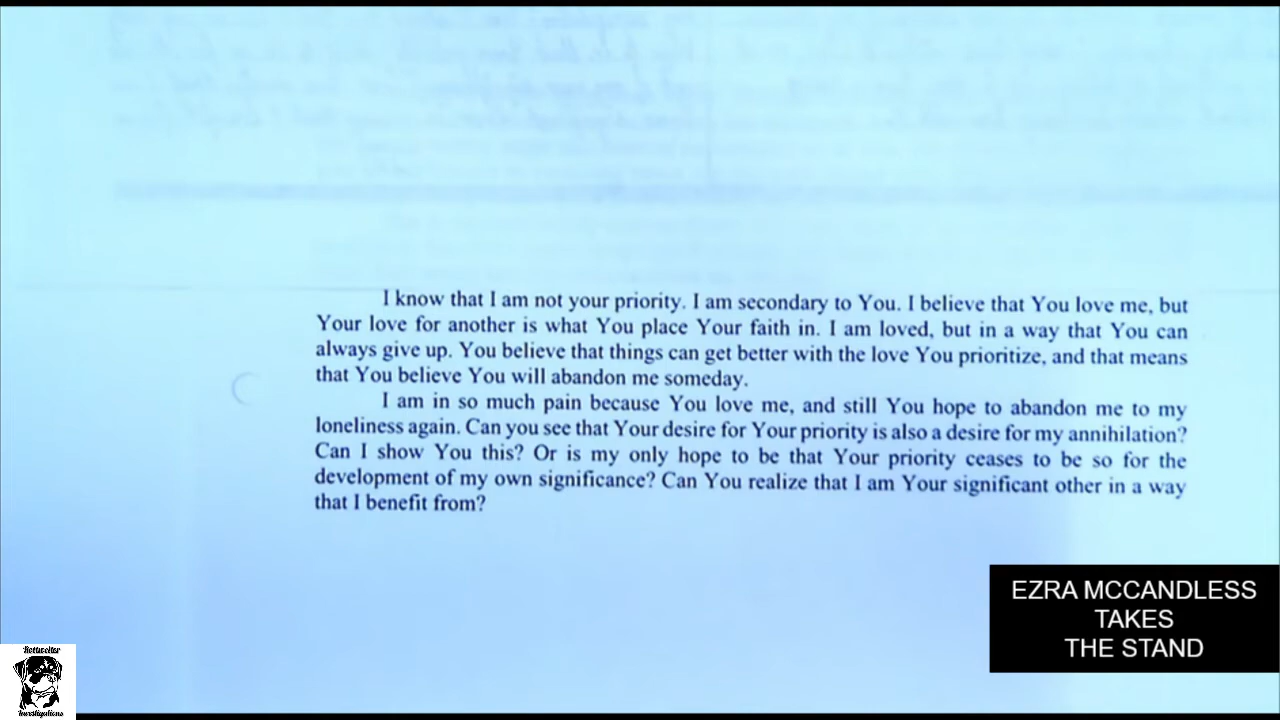 I know that I am not your priority. I am secondary to You. I believe that You love me, but
Your love for another is what You place Your faith in. I am loved, but in a way that You can
always give up. You believe that things can get better with the love You prioritize, and that means
that You believe You will abandon me someday.
I am in so much pain because You love me, and still You hope to abandon me to my
loneliness again. Can you see that Your desire for Your priority is also a desire for my annihilation?
Can I show You this? Or is my only hope to be that Your priority ceases to be so for the
development of my own significance? Can You realize that I am Your significant other in a way
that I benefit from?
EZRA MCCANDLESS
TAKES
THE STAND
Rottweiler
Investigations